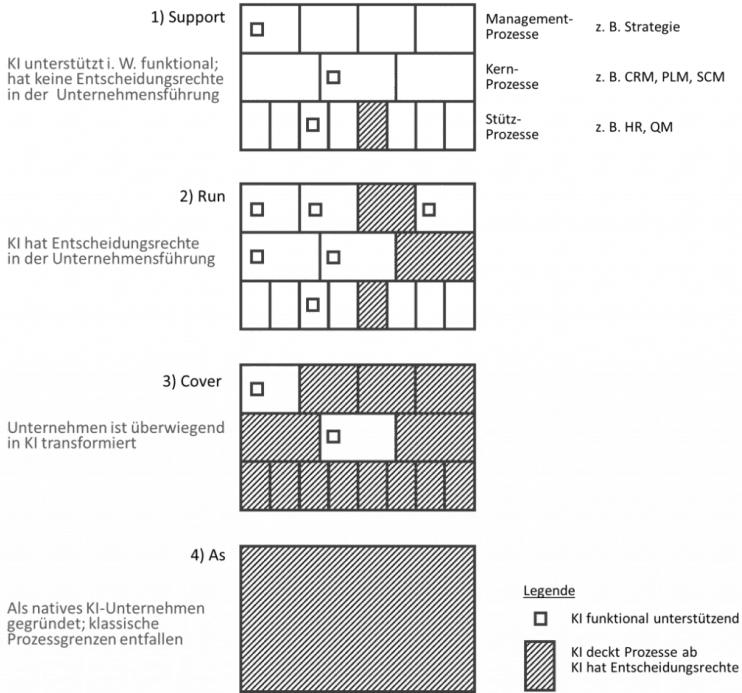 1) Support
KI unterstützt i. W. funktional;
hat keine Entscheidungsrechte
in der Unternehmensführung
Management-
Prozesse
z. B. Strategie
Kern-
Prozesse
z. B. CRM, PLM, SCM
Stütz-
Prozesse
z. B. HR, QM
2) Run
KI hat Entscheidungsrechte
in der Unternehmensführung
3) Cover
Unternehmen ist überwiegend
in KI transformiert
4) As
Als natives KI-Unternehmen
gegründet; klassische
Prozessgrenzen entfallen
Legende
KI funktional unterstützend
KI deckt Prozesse ab
KI hat Entscheidungsrechte